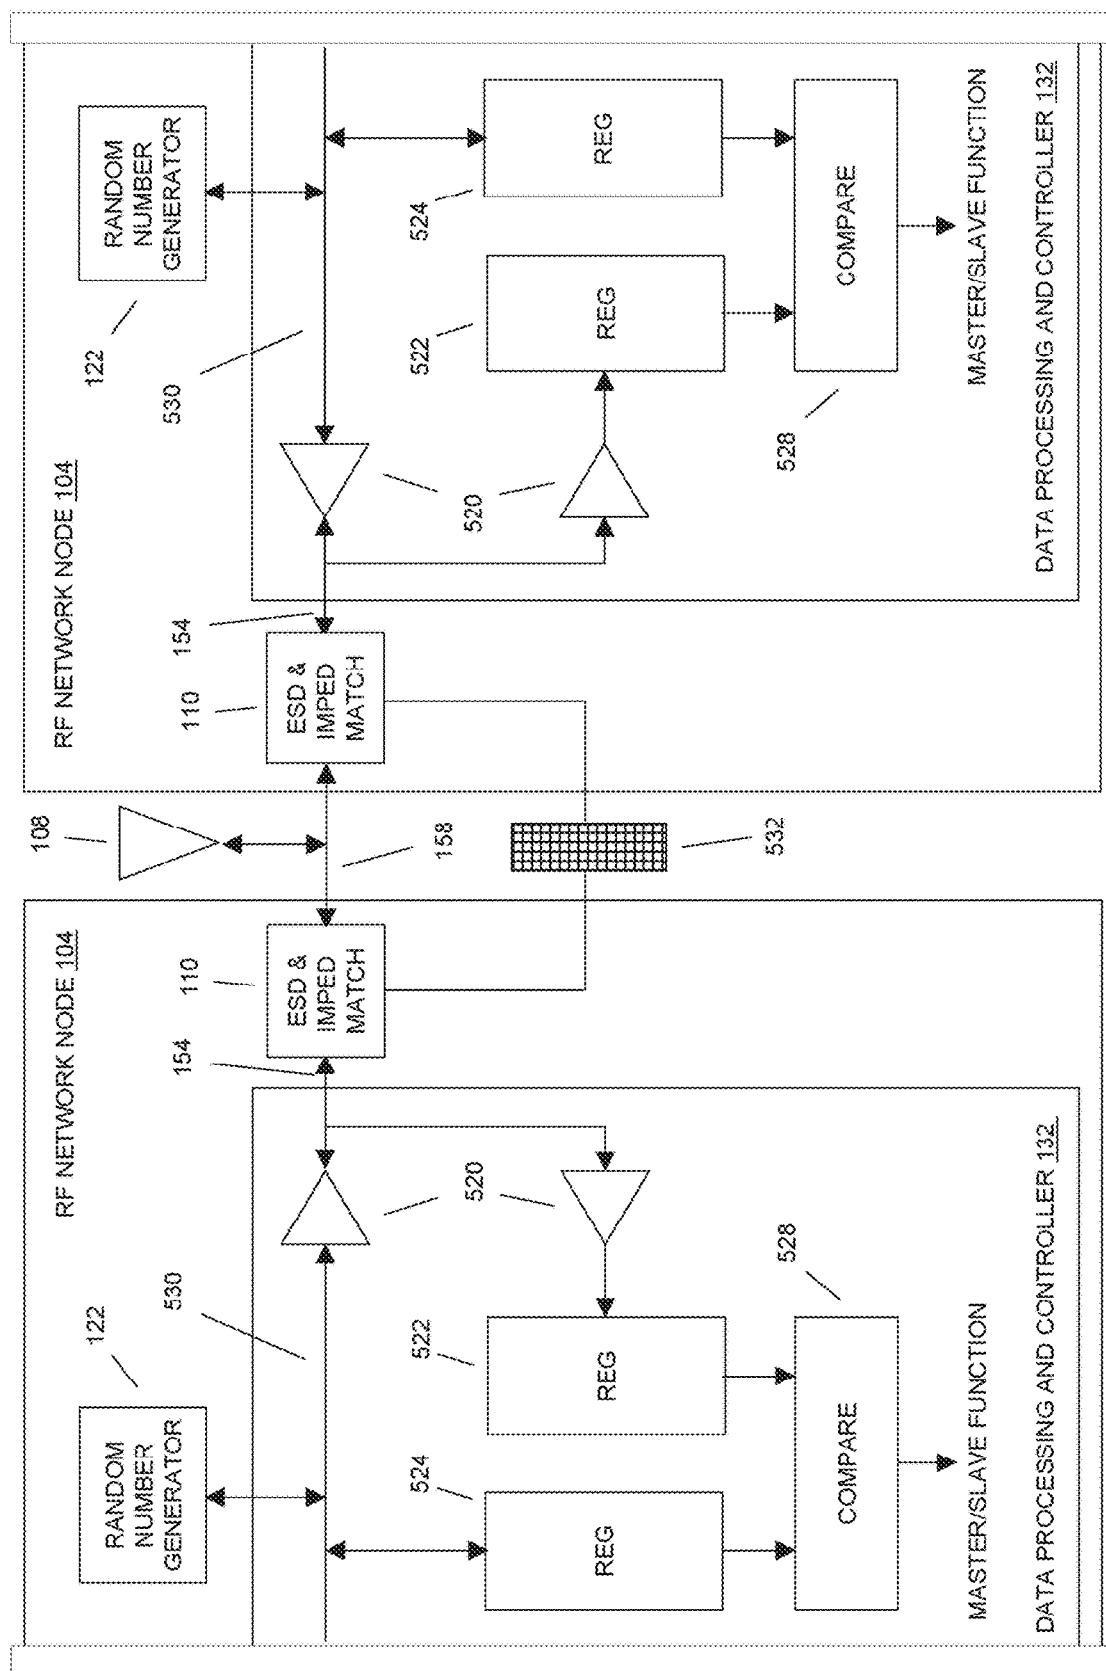 RF NETWORK NODE 104
RANDOM
NUMBER
GENERATOR
122
530
524
REG
522
REG
520
528
COMPARE
MASTER/SLAVE FUNCTION
DATA PROCESSING AND CONTROLLER 132
154
110
ESD &
IMPED
MATCH
108
158
532
RF NETWORK NODE 104
110
ESD &
IMPED
MATCH
154
RANDOM
NUMBER
GENERATOR
122
530
520
522
REG
524
REG
528
COMPARE
MASTER/SLAVE FUNCTION
DATA PROCESSING AND CONTROLLER 132